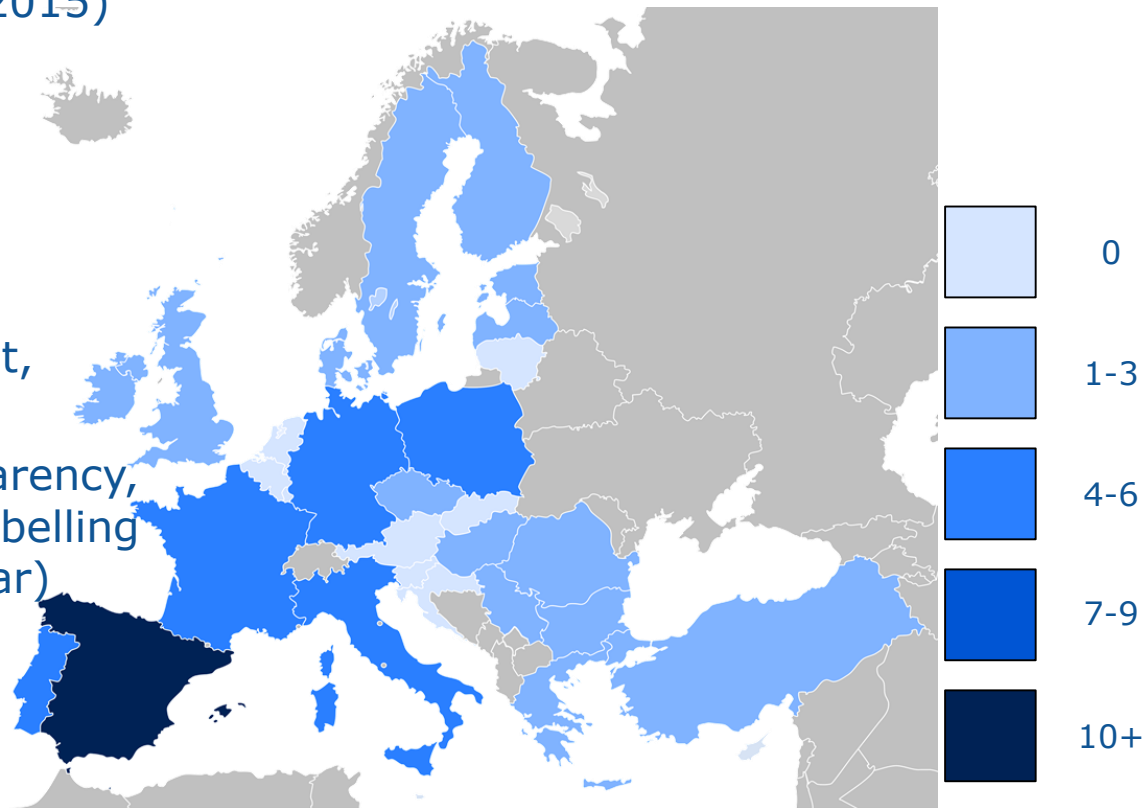 2015)
t,
arency,
belling
ar)
0
1-3
4-6
7-9
10+